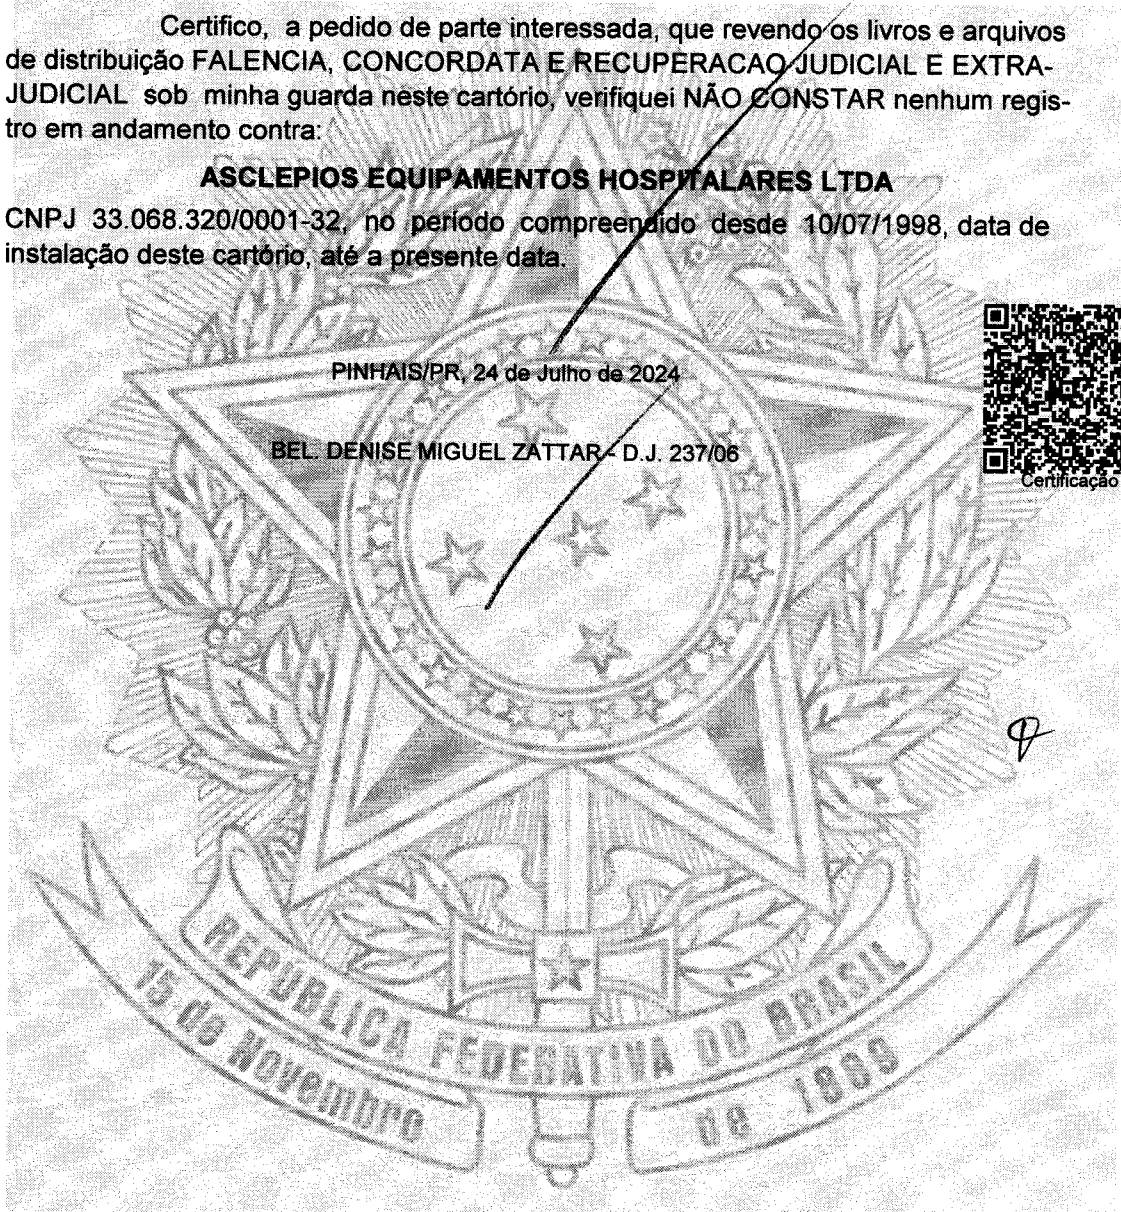 Certifico, a pedido de parte interessada, que revendo os livros e arquivos
de distribuição FALENCIA, CONCORDATA E RECUPERACAO JUDICIAL E EXTRA-
JUDICIAL sob minha guarda neste cartório, verifiquei NÃO CONSTAR nenhum regis-
tro em andamento contra:
ASCLEPIOS EQUIPAMENTOS HOSPITALARES LTDA
CNPJ 33.068.320/0001-32, no período compreendido desde 10/07/1998, data de
instalação deste cartório, até a presente data.
PINHAIS/PR, 24 de Julho de 2024
BEL. DENISE MIGUEL ZATTAR - D.J. 237/06
Certificação
REPUBLICA FEDERATIVA DO BRASIL
15 de Novembro de 1889